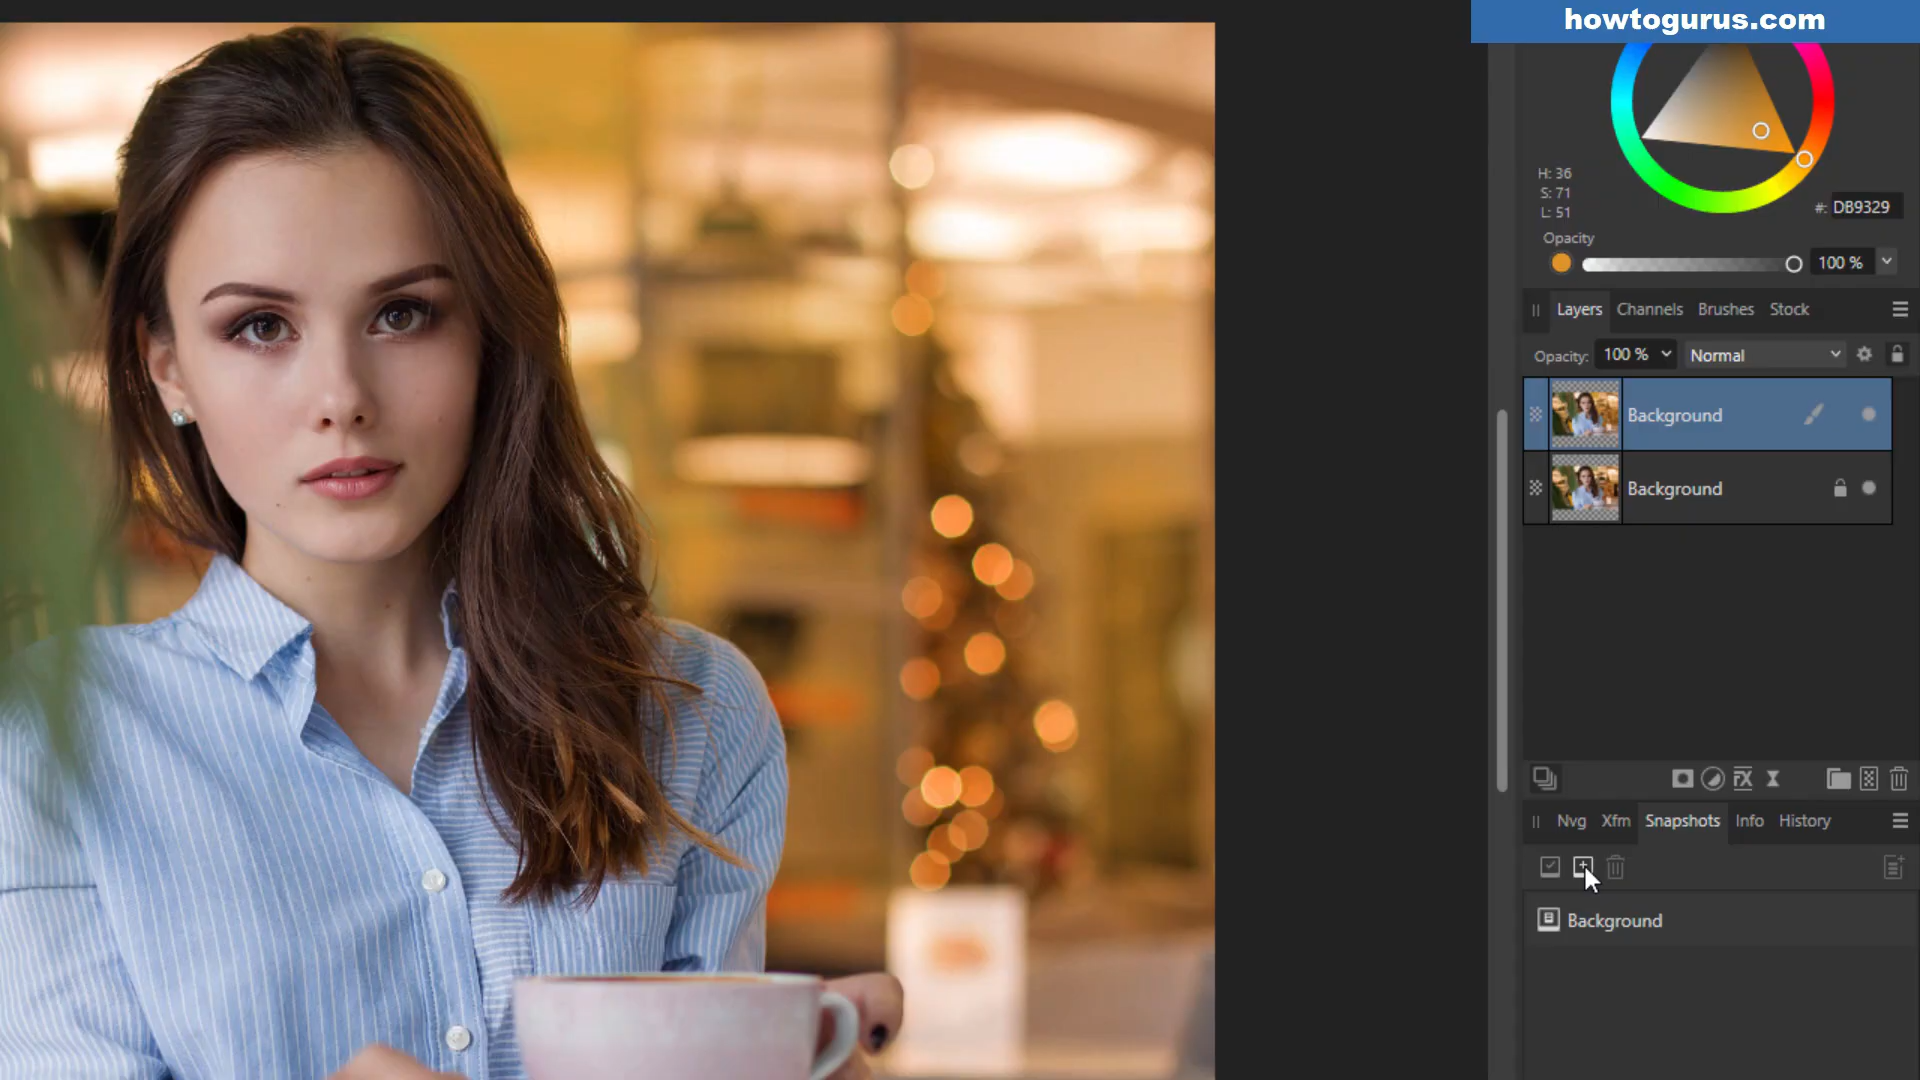 howtogurus.com
H: 36
S: 71
L: 51
#: DB9329
Opacity
100 %
Layers Channels Brushes Stock
Opacity: 100 % Normal
Background
Background
FX
Nvg Xfm Snapshots Info History
Background